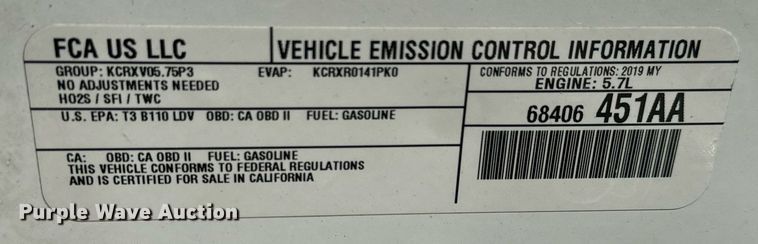 FCA US LLC
VEHICLE EMISSION CONTROL INFORMATION
GROUP: KCRXV05.75P3 EVAP: KCRXR0141PK0
NO ADJUSTMENTS NEEDED
HO2S / SFI / TWC
CONFORMS TO REGULATIONS: 2019 MY
ENGINE: 5.7L
U.S. EPA: T3 B110 LDV OBD: CA OBD II FUEL: GASOLINE
68406 451AA
CA: OBD: CA OBD II FUEL: GASOLINE
THIS VEHICLE CONFORMS TO FEDERAL REGULATIONS
AND IS CERTIFIED FOR SALE IN CALIFORNIA
Purple Wave Auction